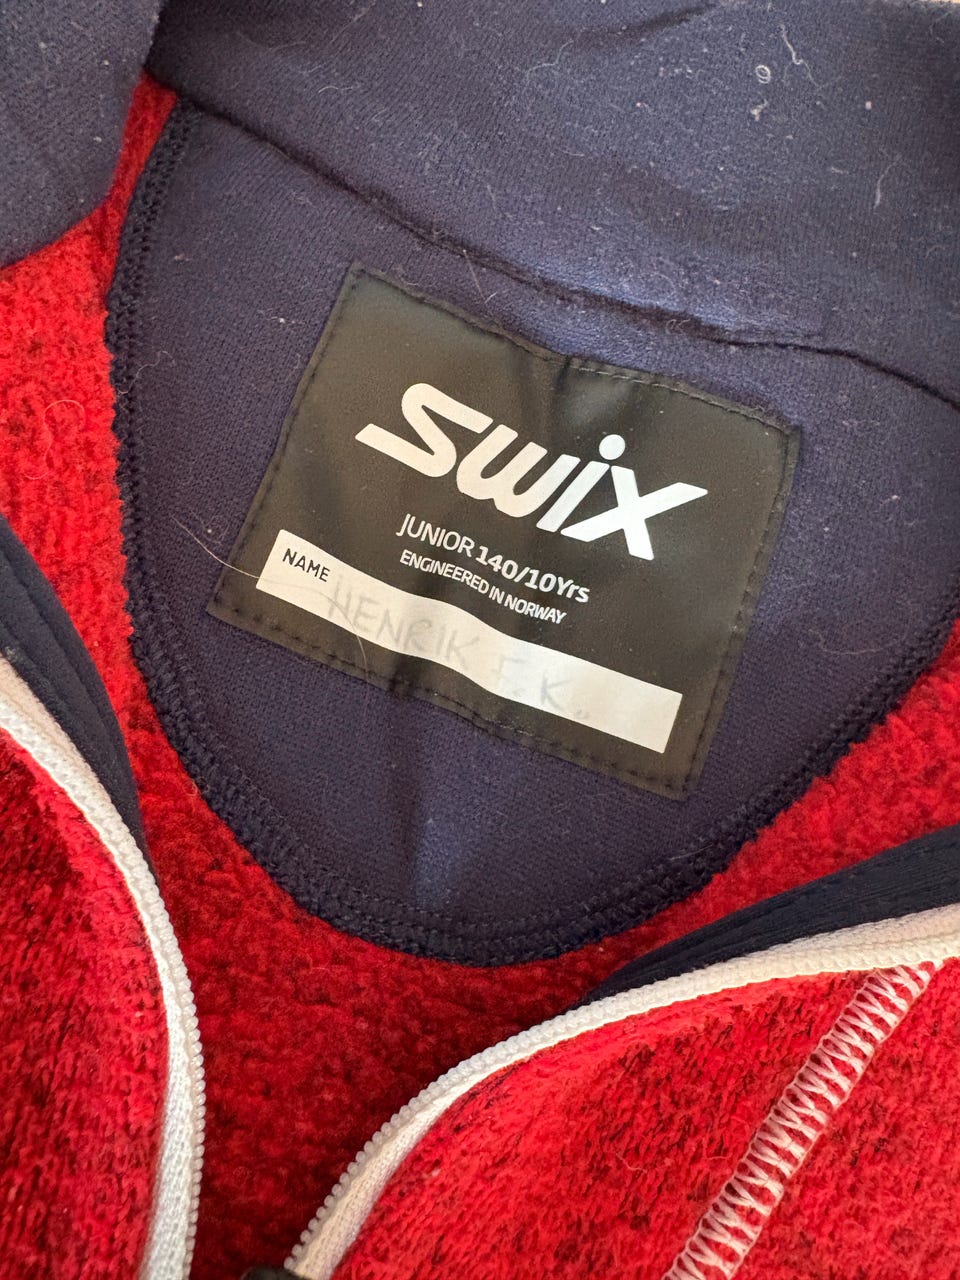 swix
JUNIOR 140/10Yrs
ENGINEERED IN NORWAY
NAME HENRIK F. K.